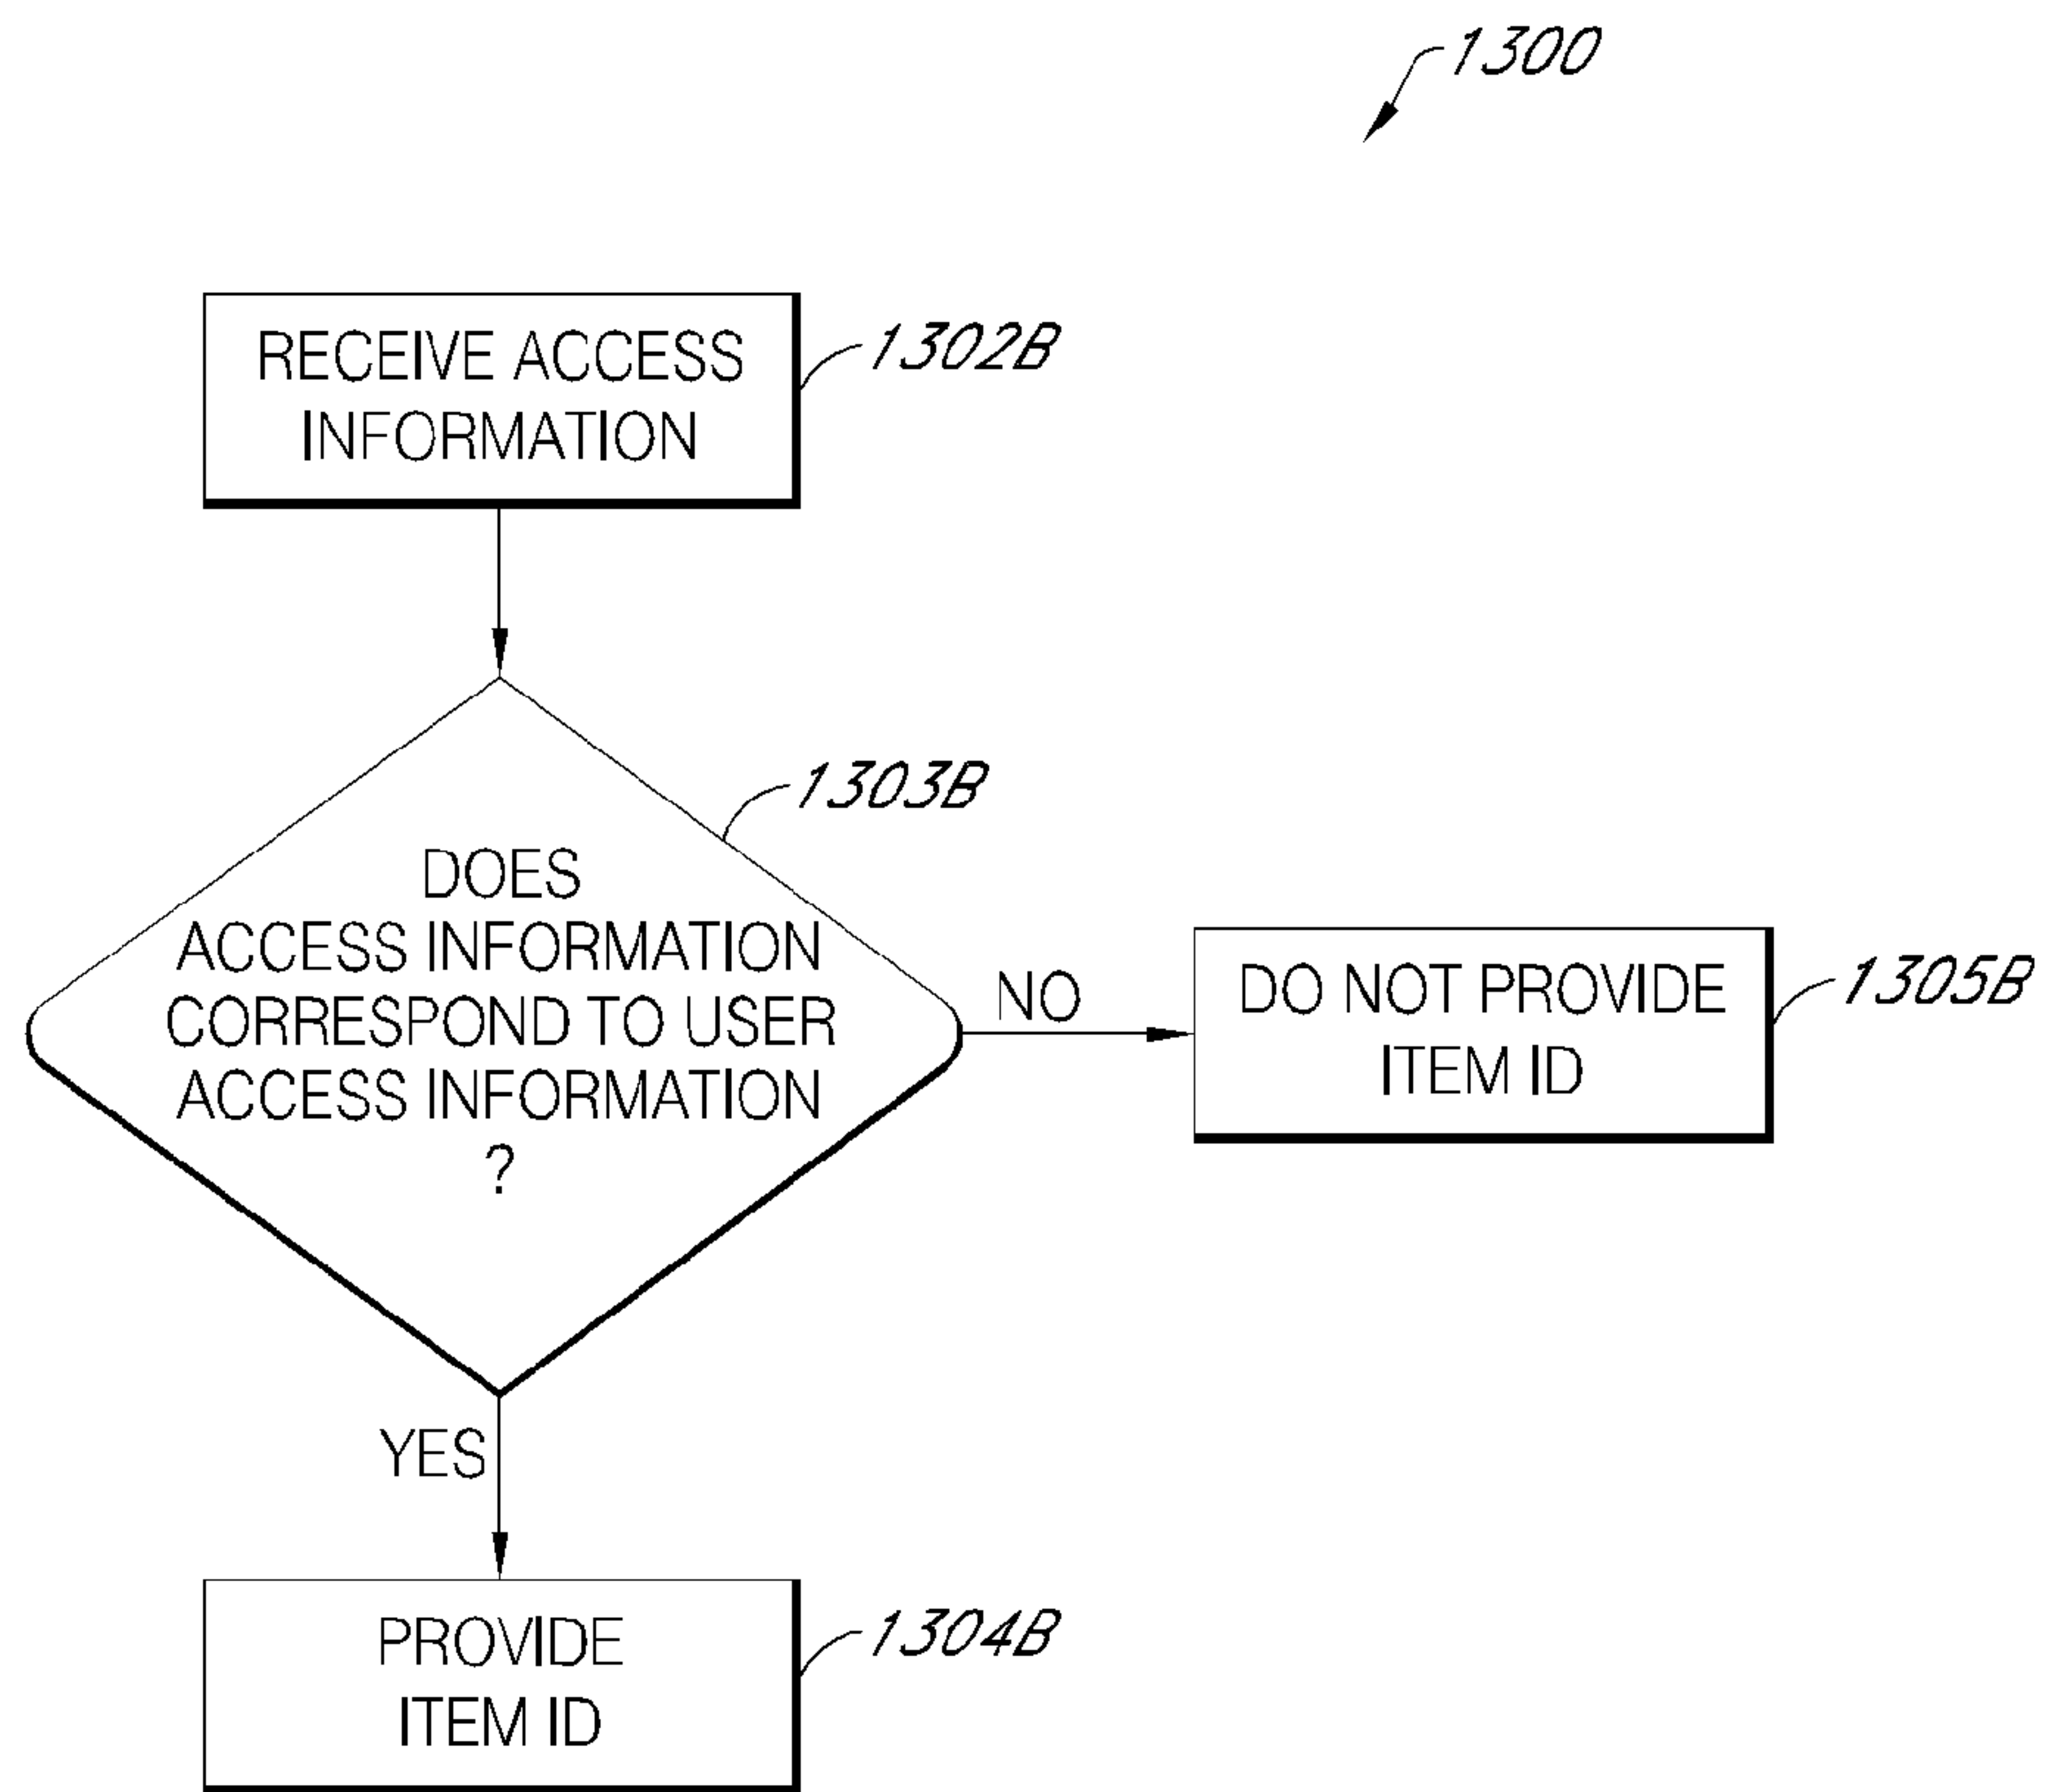 1300
RECEIVE ACCESS
INFORMATION
1302B
1303B
DOES
ACCESS INFORMATION
CORRESPOND TO USER
ACCESS INFORMATION
?
NO
DO NOT PROVIDE
ITEM ID
1305B
YES
PROVIDE
ITEM ID
1304B